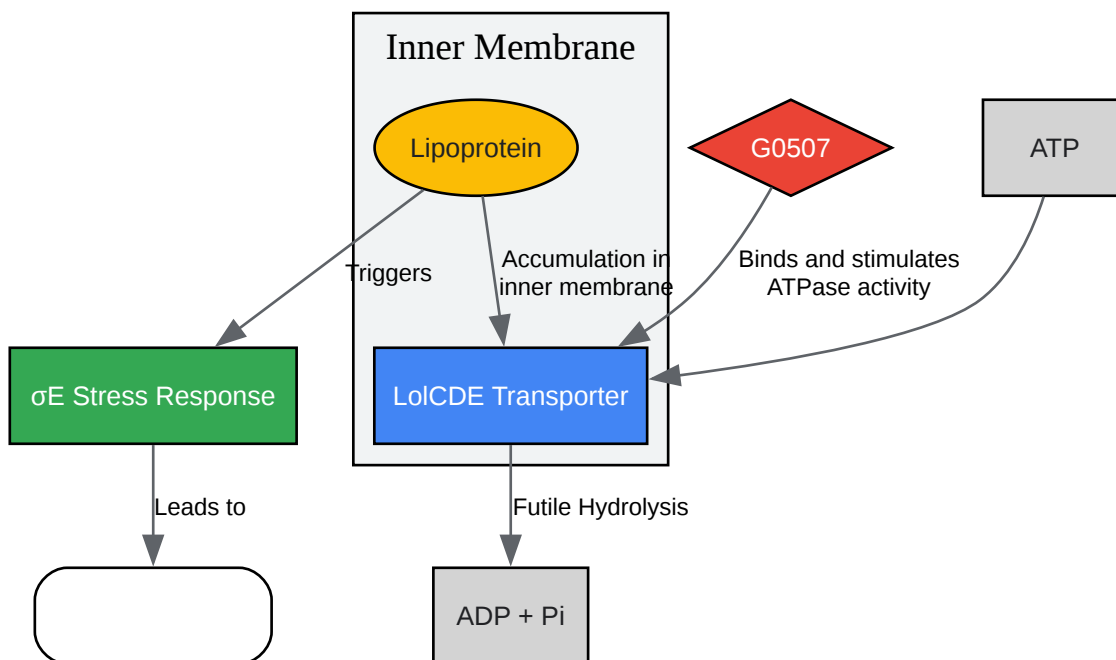 Inner Membrane
Lipoprotein
G0507
ATP
Triggers
Accumulation in
inner membrane
Binds and stimulates
ATPase activity
σE Stress Response
LolCDE Transporter
Leads to
Futile Hydrolysis
ADP + Pi